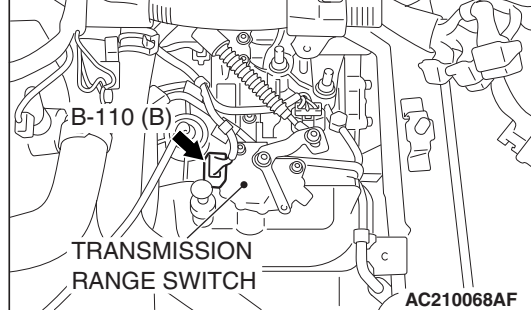 B-110 (B)
TRANSMISSION
RANGE SWITCH
AC210068AF